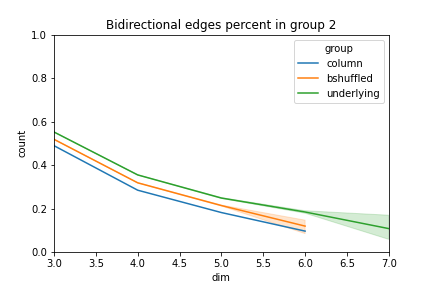 Bidirectional edges percent in group 2
1.0
0.8
0.6
0.4
0.2
0.0
count
group
column
bshuffled
underlying
3.0 3.5 4.0 4.5 5.0 5.5 6.0 6.5 7.0
dim